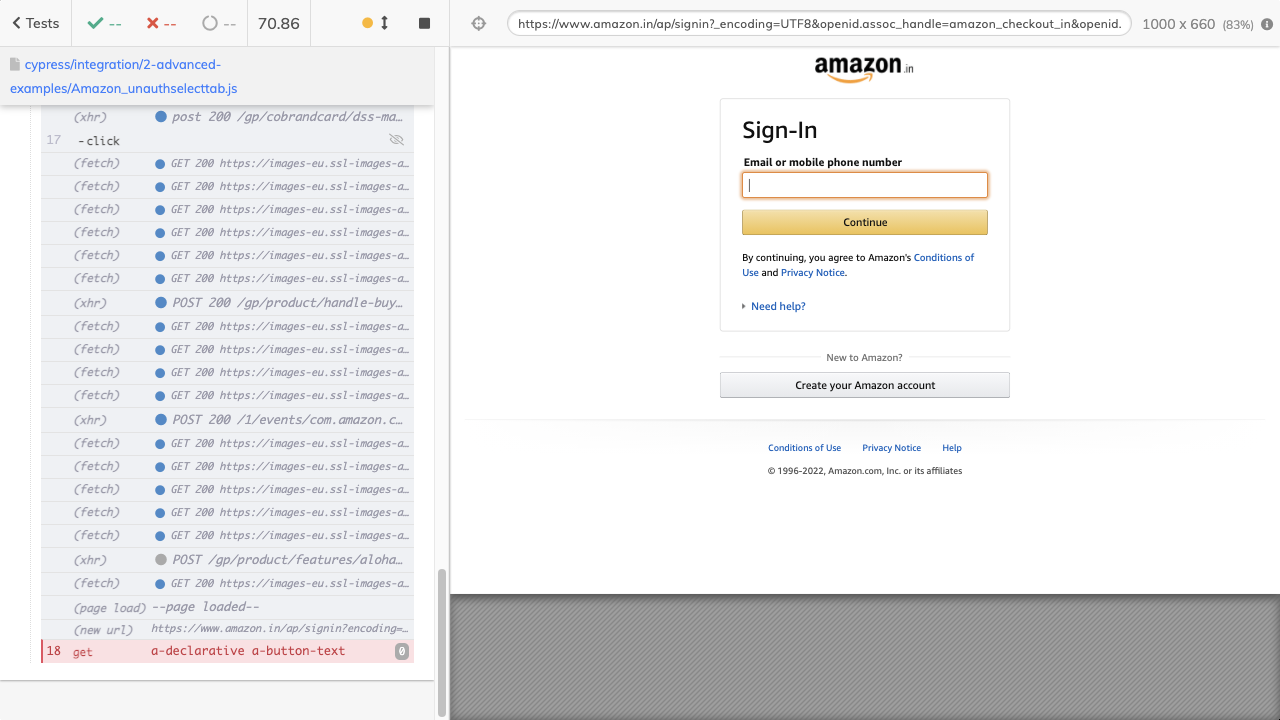 Tests
--
--
--
70.86
https://www.amazon.in/ap/signin?_encoding=UTF8&openid.assoc_handle=amazon_checkout_in&openid.
1000 x 660 (83%)
cypress/integration/2-advanced-
examples/Amazon_unauthselecttab.js
(xhr) post 200 /gp/cobrandcard/dss-ma…
17 -click
(fetch) GET 200 https://images-eu.ssl-images-a…
(fetch) GET 200 https://images-eu.ssl-images-a…
(fetch) GET 200 https://images-eu.ssl-images-a…
(fetch) GET 200 https://images-eu.ssl-images-a…
(fetch) GET 200 https://images-eu.ssl-images-a…
(fetch) GET 200 https://images-eu.ssl-images-a…
(xhr) POST 200 /gp/product/handle-buy…
(fetch) GET 200 https://images-eu.ssl-images-a…
(fetch) GET 200 https://images-eu.ssl-images-a…
(fetch) GET 200 https://images-eu.ssl-images-a…
(fetch) GET 200 https://images-eu.ssl-images-a…
(xhr) POST 200 /1/events/com.amazon.c…
(fetch) GET 200 https://images-eu.ssl-images-a…
(fetch) GET 200 https://images-eu.ssl-images-a…
(fetch) GET 200 https://images-eu.ssl-images-a…
(fetch) GET 200 https://images-eu.ssl-images-a…
(fetch) GET 200 https://images-eu.ssl-images-a…
(xhr) POST /gp/product/features/aloha…
(fetch) GET 200 https://images-eu.ssl-images-a…
(page load) --page loaded--
(new url) https://www.amazon.in/ap/signin?encoding=…
18 get a-declarative a-button-text 0
amazon.in
Sign-In
Email or mobile phone number
Continue
By continuing, you agree to Amazon's Conditions of
Use and Privacy Notice.
Need help?
New to Amazon?
Create your Amazon account
Conditions of Use Privacy Notice Help
© 1996-2022, Amazon.com, Inc. or its affiliates